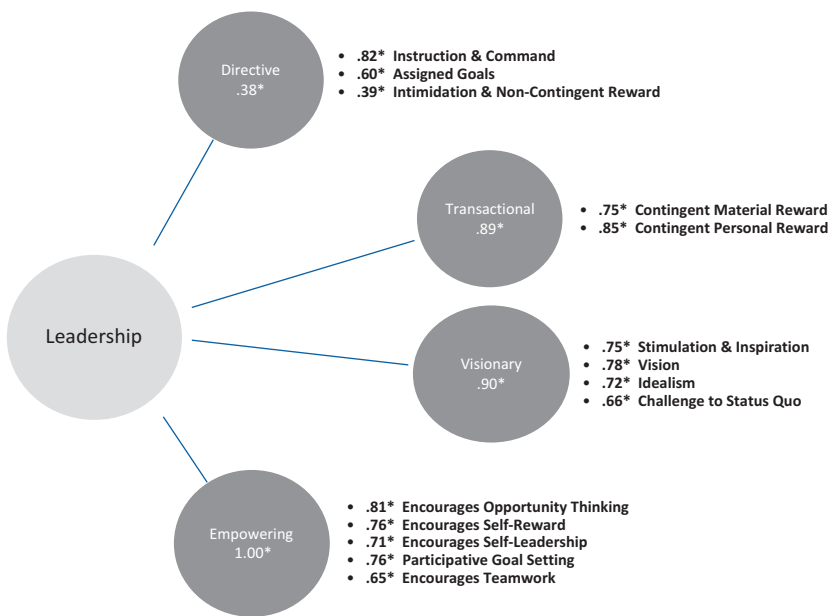 Directive
.38*
• .82* Instruction & Command
• .60* Assigned Goals
• .39* Intimidation & Non-Contingent Reward
Transactional
.89*
• .75* Contingent Material Reward
• .85* Contingent Personal Reward
Leadership
Visionary
.90*
• .75* Stimulation & Inspiration
• .78* Vision
• .72* Idealism
• .66* Challenge to Status Quo
Empowering
1.00*
• .81* Encourages Opportunity Thinking
• .76* Encourages Self-Reward
• .71* Encourages Self-Leadership
• .76* Participative Goal Setting
• .65* Encourages Teamwork